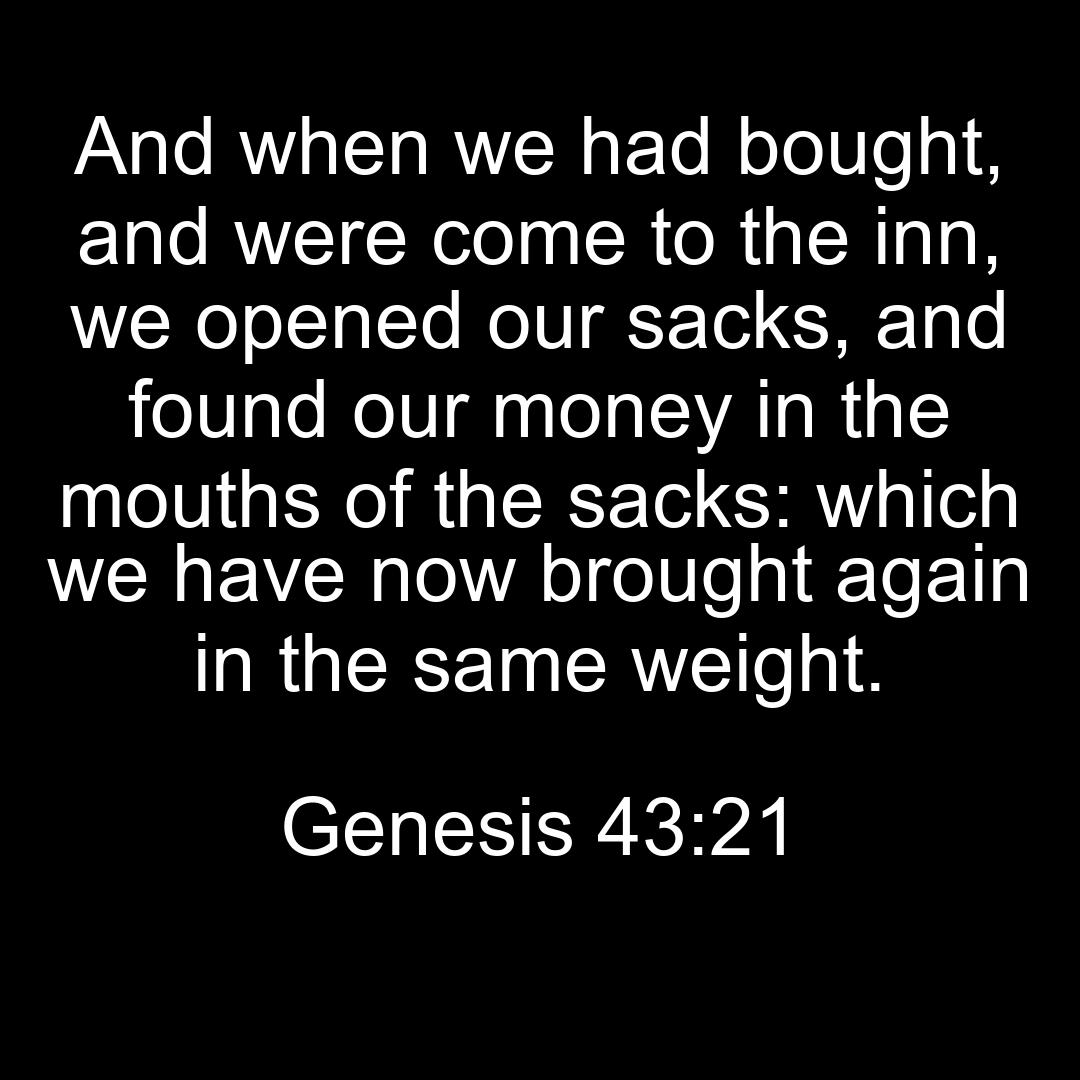 And when we had bought,
and were come to the inn,
we opened our sacks, and
found our money in the
mouths of the sacks: which
we have now brought again
in the same weight.
Genesis 43:21